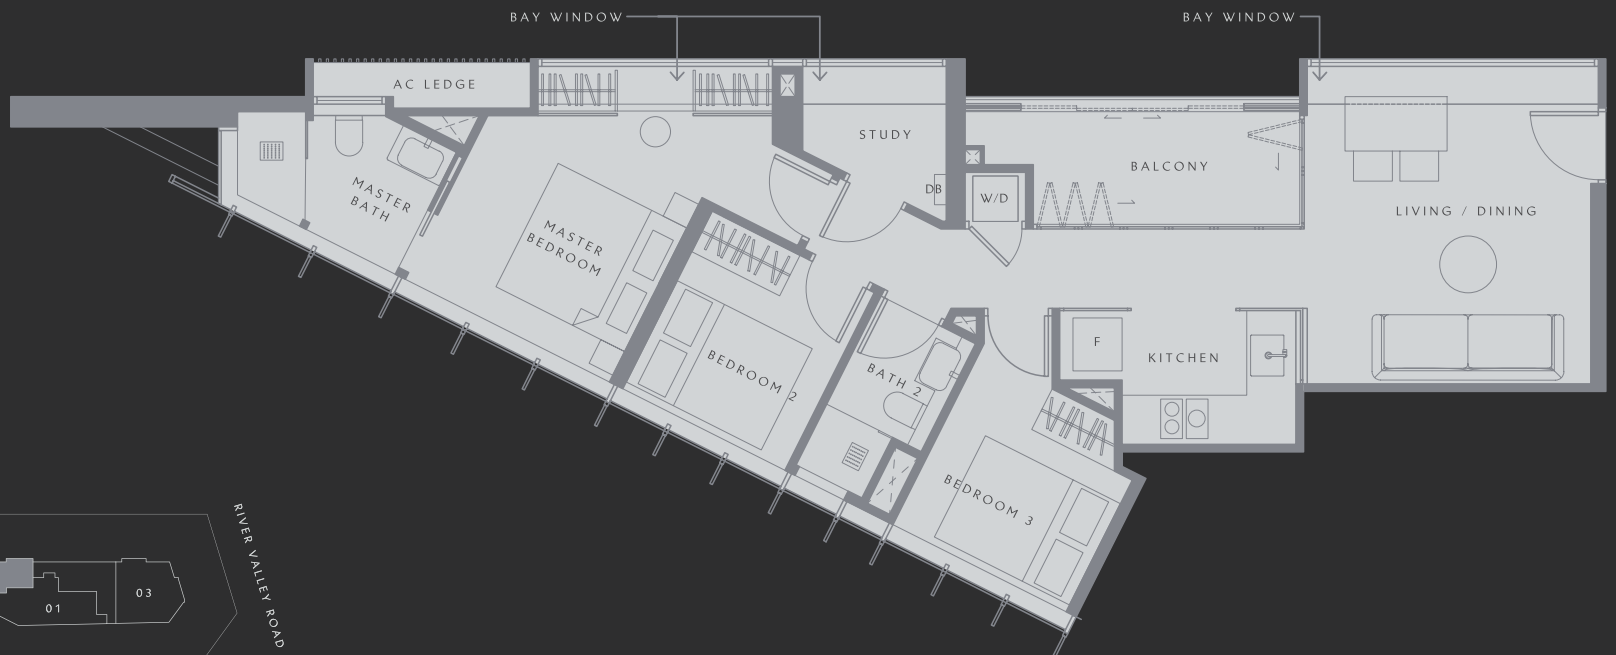 BAY WINDOW
BAY WINDOW
AC LEDGE
STUDY
BALCONY
DB
W/D
MASTER
BATH
LIVING / DINING
MASTER
BEDROOM
F
KITCHEN
BEDROOM 2
BATH 2
BEDROOM 3
RIVER VALLEY ROAD
01
03